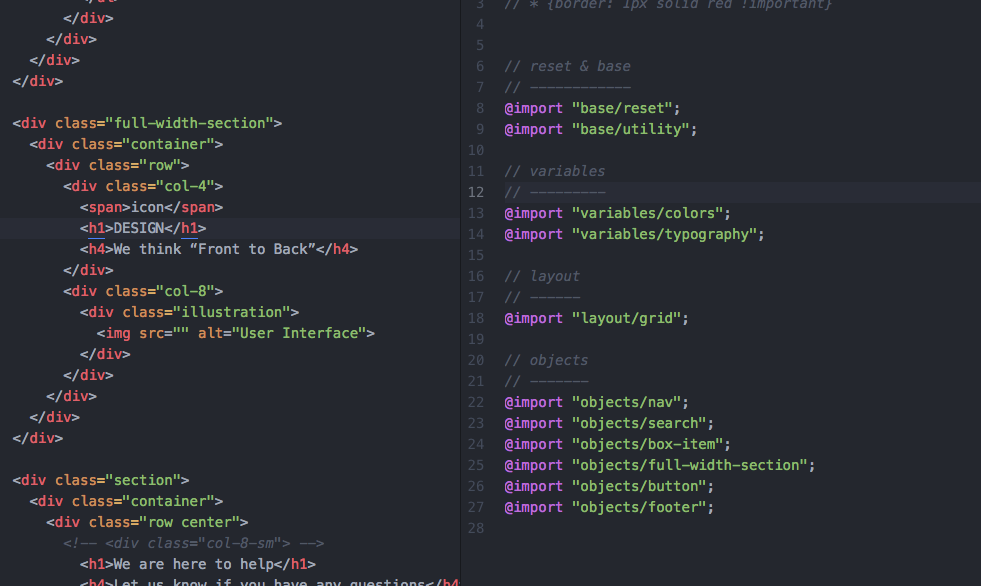 </ul>
</div>
</div>
</div>
</div>
<div class="full-width-section">
<div class="container">
<div class="row">
<div class="col-4">
<span>icon</span>
<h1>DESIGN</h1>
<h4>We think “Front to Back”</h4>
</div>
<div class="col-8">
<div class="illustration">
<img src="" alt="User Interface">
</div>
</div>
</div>
</div>
</div>
<div class="section">
<div class="container">
<div class="row center">
<!-- <div class="col-8-sm"> -->
<h1>We are here to help</h1>
<h4>Let us know if you have any questions</h4
3 // * {border: 1px solid red !important}
4
5
6 // reset & base
7 // ------------
8 @import "base/reset";
9 @import "base/utility";
10
11 // variables
12 // ---------
13 @import "variables/colors";
14 @import "variables/typography";
15
16 // layout
17 // ------
18 @import "layout/grid";
19
20 // objects
21 // -------
22 @import "objects/nav";
23 @import "objects/search";
24 @import "objects/box-item";
25 @import "objects/full-width-section";
26 @import "objects/button";
27 @import "objects/footer";
28